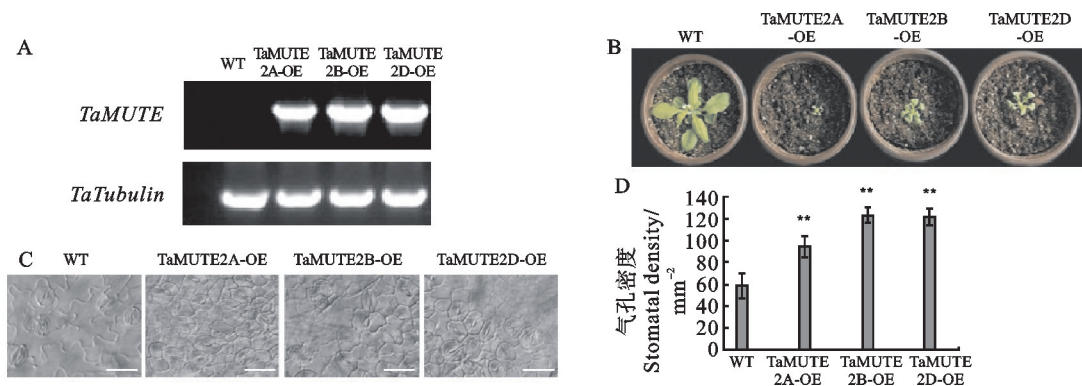 A
WT
TaMUTE
2A-OE
TaMUTE
2B-OE
TaMUTE
2D-OE
TaMUTE
TaTubulin
B
WT
TaMUTE2A
-OE
TaMUTE2B
-OE
TaMUTE2D
-OE
C
WT
TaMUTE2A-OE
TaMUTE2B-OE
TaMUTE2D-OE
D
气孔密度
Stomatal density/
mm⁻²
140
120
100
80
60
40
20
0
**
**
**
WT
TaMUTE
2A-OE
TaMUTE
2B-OE
TaMUTE
2D-OE